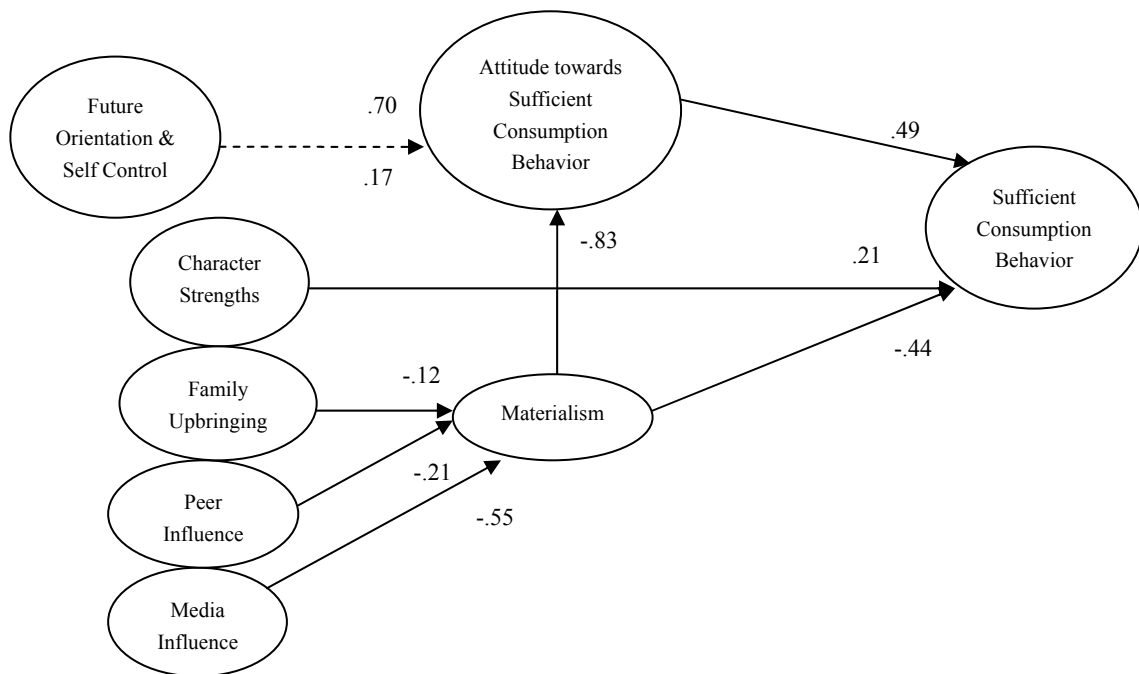 Future
Orientation &
Self Control
.70
.17
Attitude towards
Sufficient
Consumption
Behavior
.49
Sufficient
Consumption
Behavior
-.83
Character
Strengths
.21
-.44
Family
Upbringing
-.12
Materialism
Peer
Influence
-.21
-.55
Media
Influence